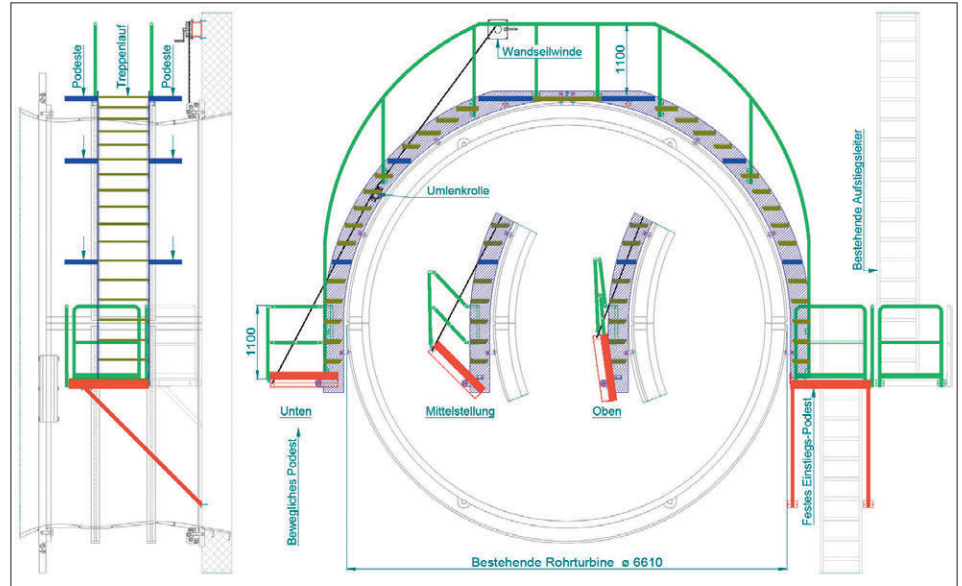 Podeste
Treppenlauf
Podeste
Wandseilwinde
1100
Umlenkrolle
Bestehende Aufstiegsleiter
1100
Unten
Mittelstellung
Oben
Bewegliches Podest
Festes Einstiegs-Podest
Bestehende Rohrturbine ø 6610